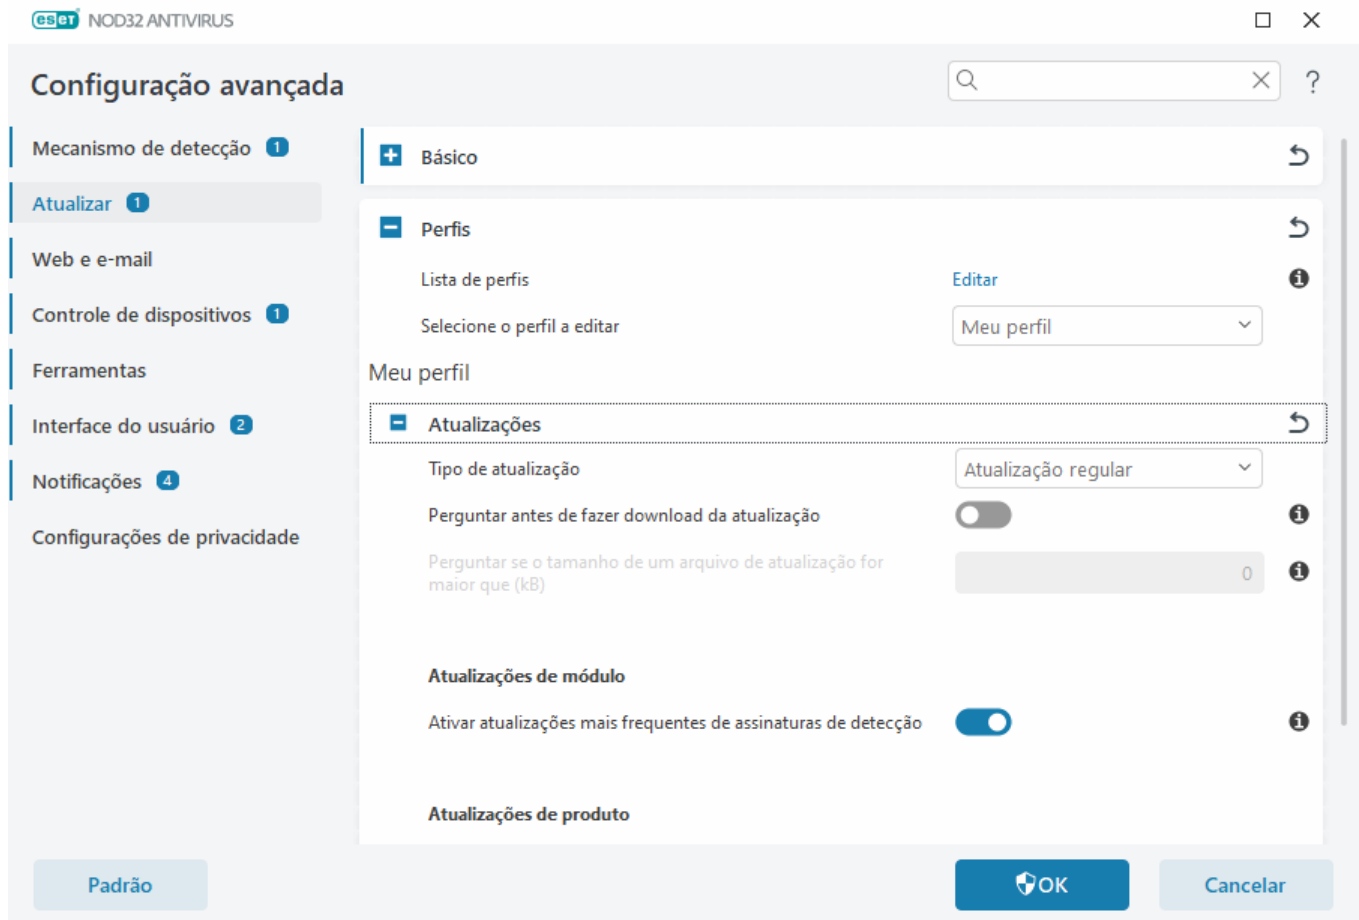 eset NOD32 ANTIVIRUS
Configuração avançada
?
Mecanismo de detecção 1
Atualizar 1
Web e e-mail
Controle de dispositivos 1
Ferramentas
Interface do usuário 2
Notificações 4
Configurações de privacidade
Básico
Perfis
Lista de perfis Editar
Selecione o perfil a editar Meu perfil
Meu perfil
Atualizações
Tipo de atualização Atualização regular
Perguntar antes de fazer download da atualização
Perguntar se o tamanho de um arquivo de atualização for
maior que (kB) 0
Atualizações de módulo
Ativar atualizações mais frequentes de assinaturas de detecção
Atualizações de produto
Padrão OK Cancelar